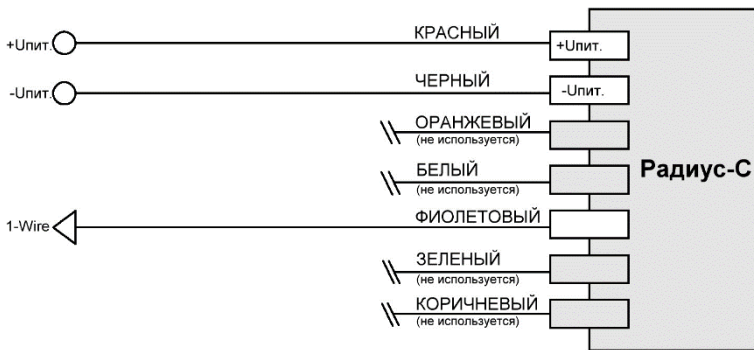 +Uпит. КРАСНЫЙ +Uпит.
-Uпит. ЧЕРНЫЙ -Uпит.
ОРАНЖЕВЫЙ
(не используется)
БЕЛЫЙ
(не используется)
Радиус-С
1-Wire ФИОЛЕТОВЫЙ
ЗЕЛЕНЫЙ
(не используется)
КОРИЧНЕВЫЙ
(не используется)